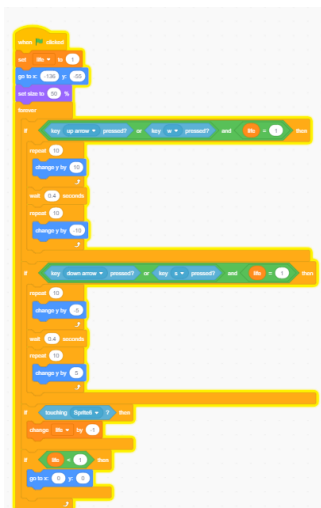 when clicked
set life to 1
go to x: -136 y: -55
set size to 50 %
forever
if key up arrow pressed? or key w pressed? and life = 1 then
repeat 10
change y by 10
wait 0.4 seconds
repeat 10
change y by -10
if key down arrow pressed? or key s pressed? and life = 1 then
repeat 10
change y by -5
wait 0.4 seconds
repeat 10
change y by 5
if touching Sprite6 ? then
change life by -1
if life < 1 then
go to x: 0 y: 0